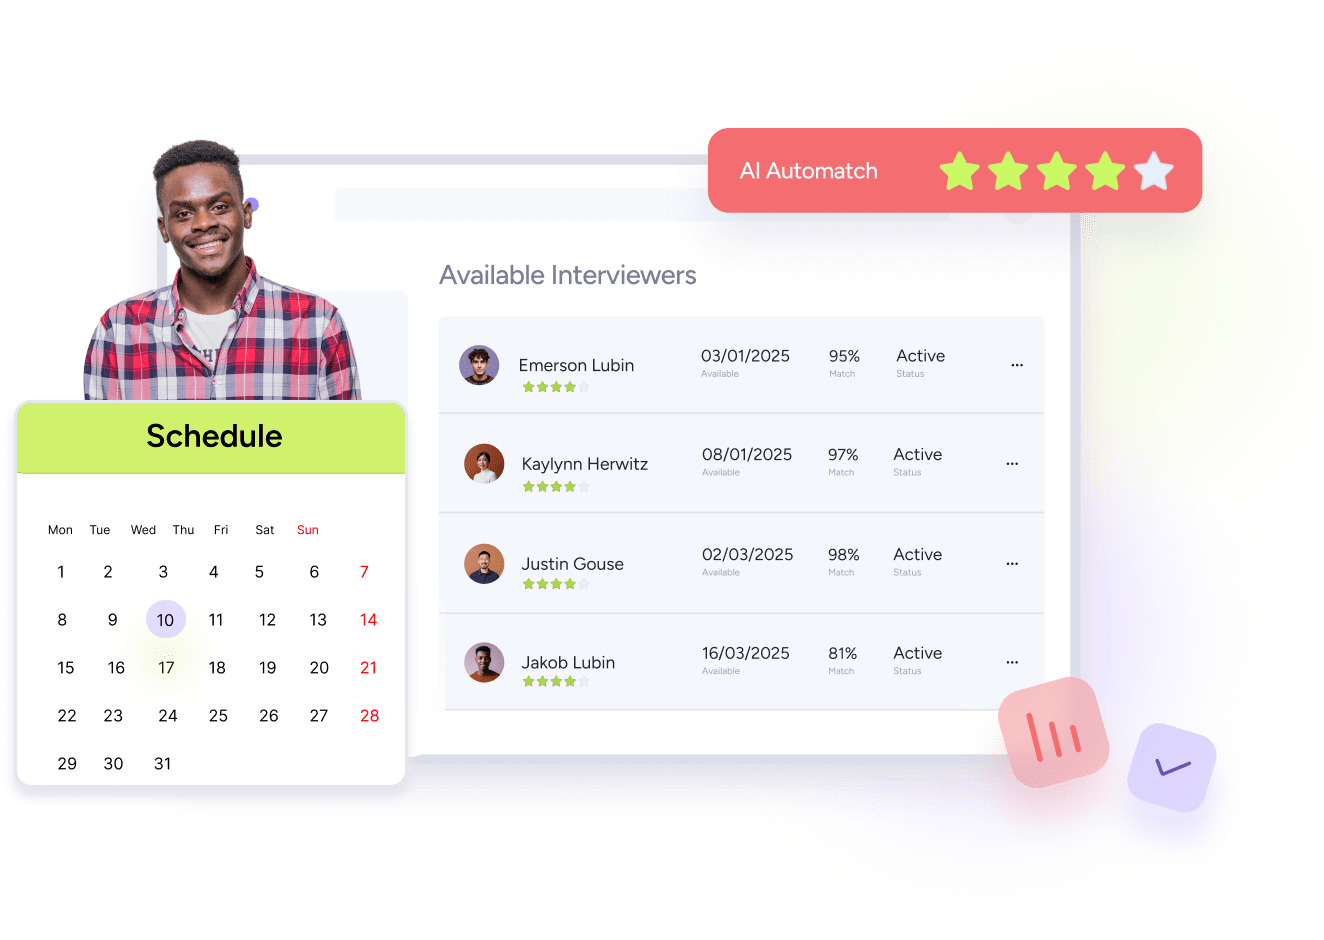 AI Automatch
Available Interviewers
Emerson Lubin 03/01/2025 95% Active
Available Match Status
Kaylynn Herwitz 08/01/2025 97% Active
Available Match Status
Justin Gouse 02/03/2025 98% Active
Available Match Status
Jakob Lubin 16/03/2025 81% Active
Available Match Status
Schedule
Mon Tue Wed Thu Fri Sat Sun
1 2 3 4 5 6 7
8 9 10 11 12 13 14
15 16 17 18 19 20 21
22 23 24 25 26 27 28
29 30 31